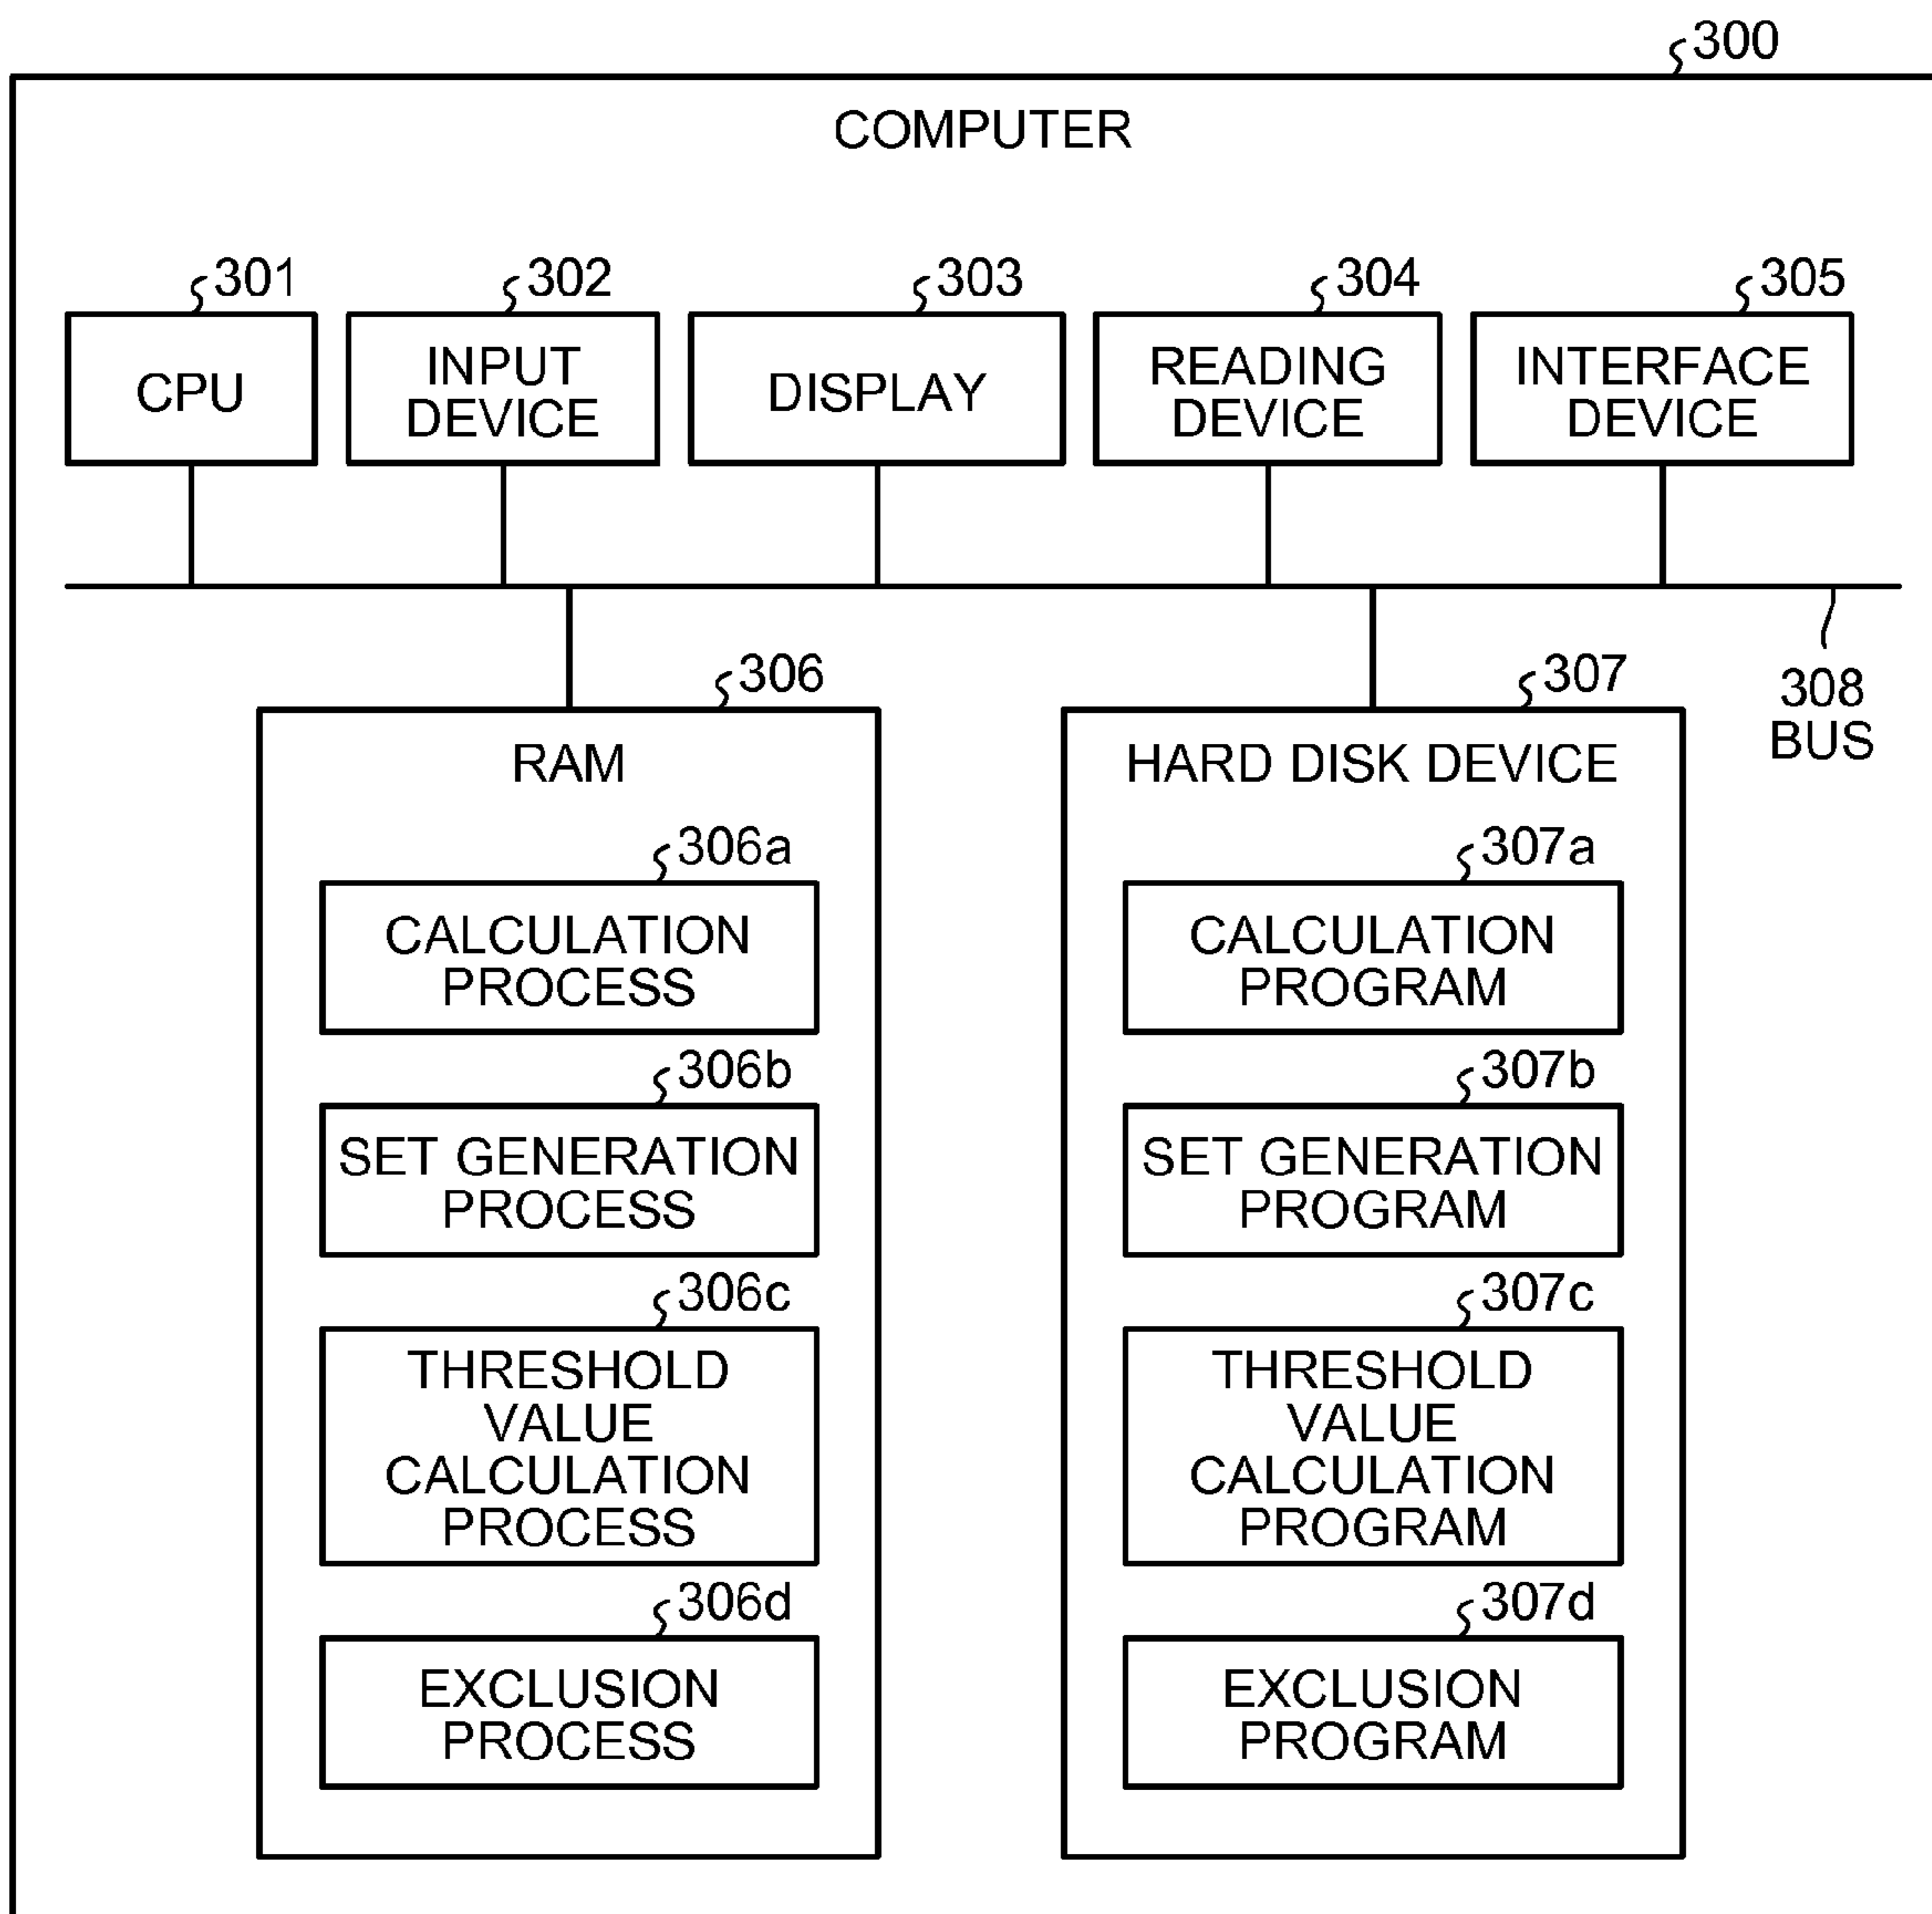 300
COMPUTER
301
302
303
304
305
CPU
INPUT
DEVICE
DISPLAY
READING
DEVICE
INTERFACE
DEVICE
308
BUS
306
RAM
306a
CALCULATION
PROCESS
306b
SET GENERATION
PROCESS
306c
THRESHOLD
VALUE
CALCULATION
PROCESS
306d
EXCLUSION
PROCESS
307
HARD DISK DEVICE
307a
CALCULATION
PROGRAM
307b
SET GENERATION
PROGRAM
307c
THRESHOLD
VALUE
CALCULATION
PROGRAM
307d
EXCLUSION
PROGRAM